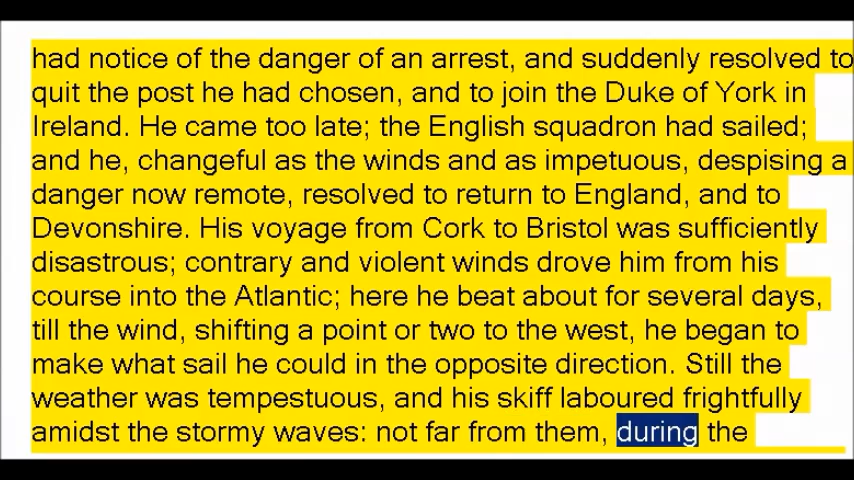 had notice of the danger of an arrest, and suddenly resolved to
quit the post he had chosen, and to join the Duke of York in
Ireland. He came too late; the English squadron had sailed;
and he, changeful as the winds and as impetuous, despising a
danger now remote, resolved to return to England, and to
Devonshire. His voyage from Cork to Bristol was sufficiently
disastrous; contrary and violent winds drove him from his
course into the Atlantic; here he beat about for several days,
till the wind, shifting a point or two to the west, he began to
make what sail he could in the opposite direction. Still the
weather was tempestuous, and his skiff laboured frightfully
amidst the stormy waves: not far from them, during the